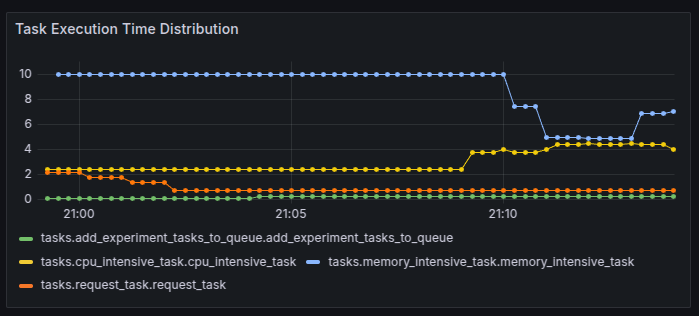 Task Execution Time Distribution
10
8
6
4
2
0
21:00 21:05 21:10
tasks.add_experiment_tasks_to_queue.add_experiment_tasks_to_queue
tasks.cpu_intensive_task.cpu_intensive_task tasks.memory_intensive_task.memory_intensive_task
tasks.request_task.request_task